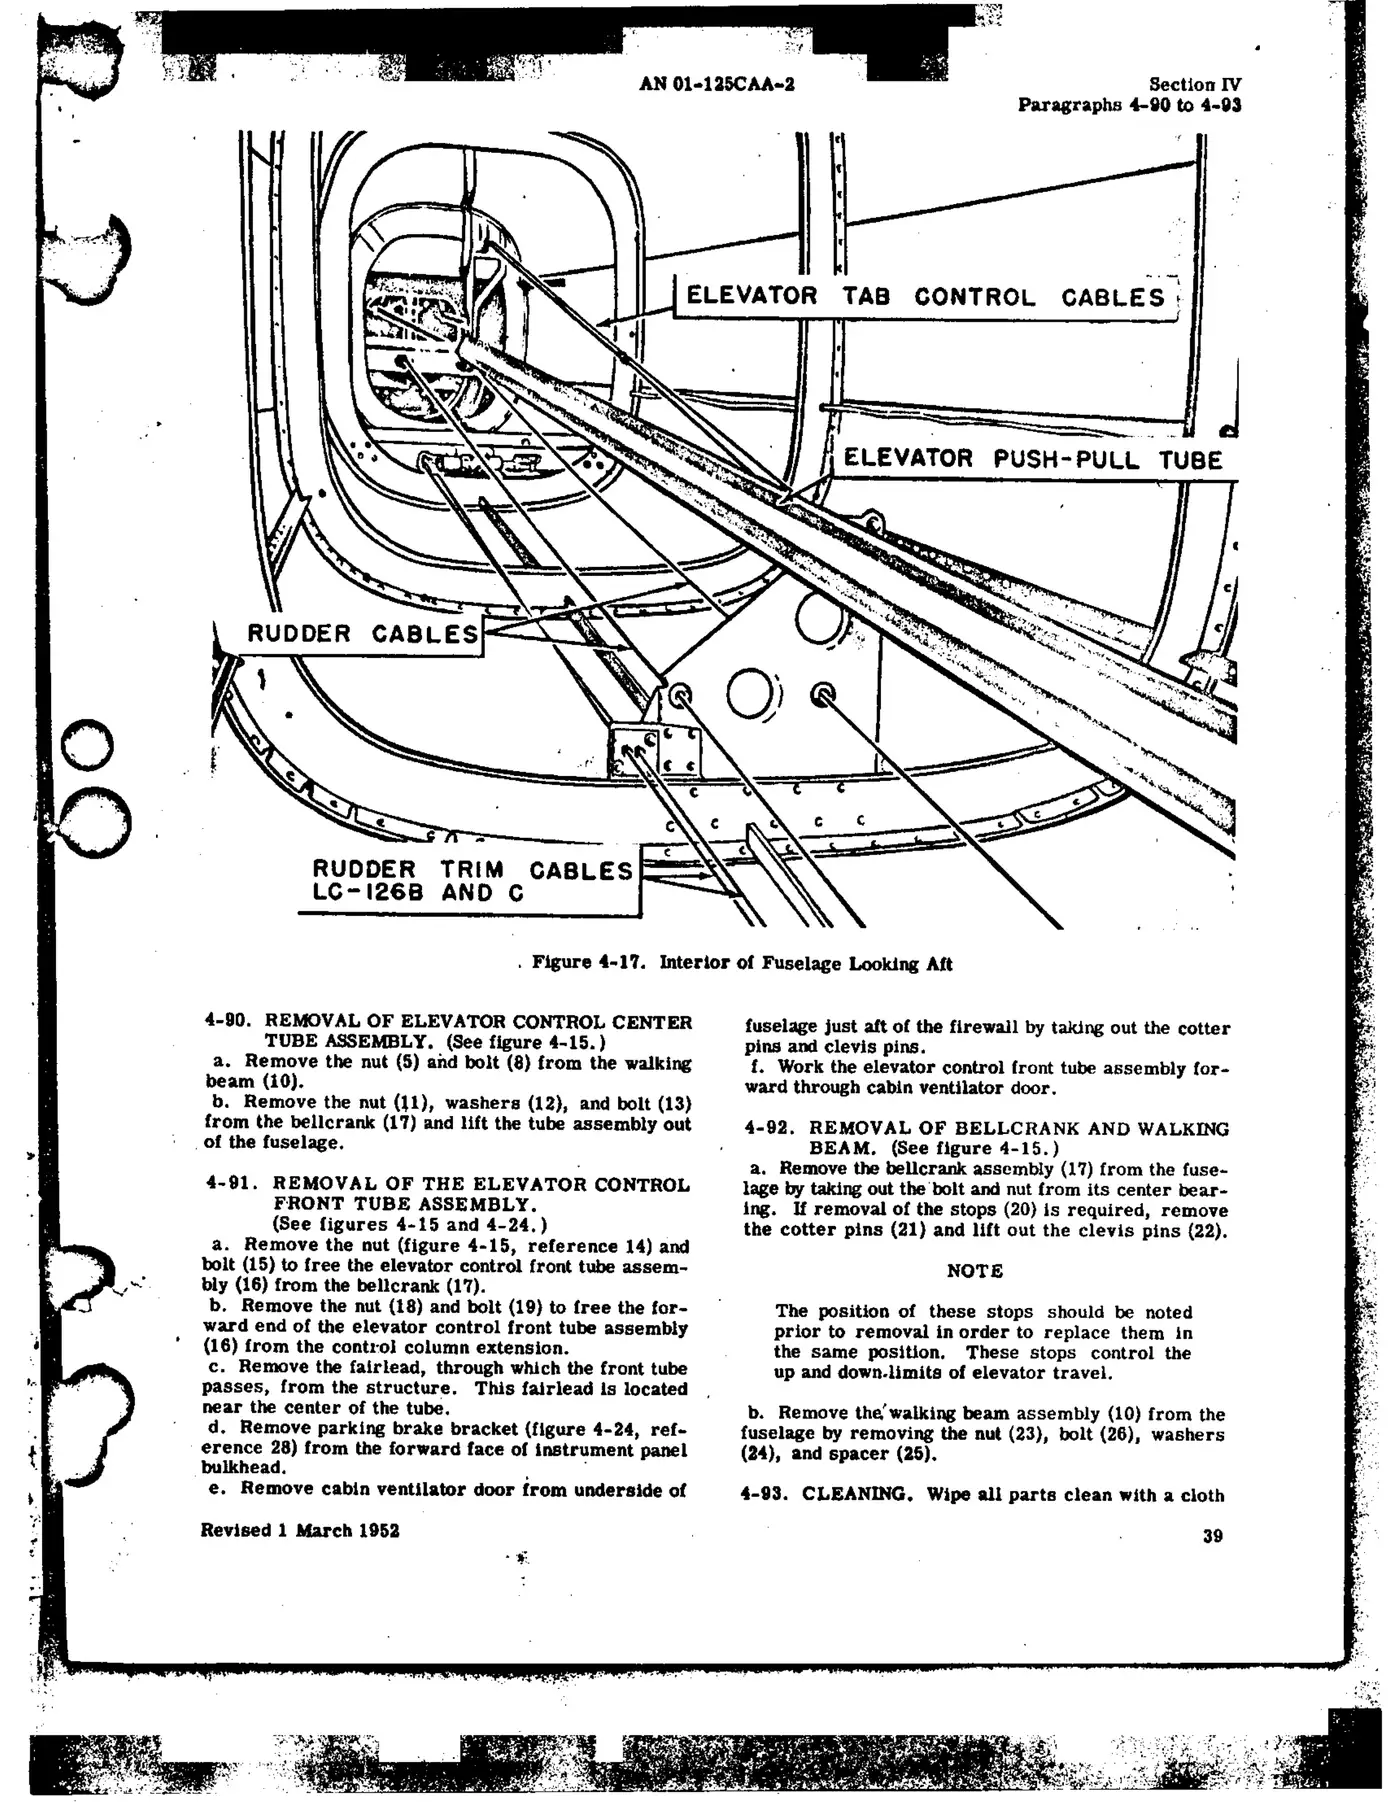 AN 01-125CAA-2
Section IV
Paragraphs 4-90 to 4-93
ELEVATOR TAB CONTROL CABLES
ELEVATOR PUSH-PULL TUBE
RUDDER CABLES
RUDDER TRIM CABLES
LC-126B AND C
Figure 4-17. Interior of Fuselage Looking Aft
4-90. REMOVAL OF ELEVATOR CONTROL CENTER
TUBE ASSEMBLY. (See figure 4-15.)
a. Remove the nut (5) and bolt (8) from the walking
beam (10).
b. Remove the nut (11), washers (12), and bolt (13)
from the bellcrank (17) and lift the tube assembly out
of the fuselage.
4-91. REMOVAL OF THE ELEVATOR CONTROL
FRONT TUBE ASSEMBLY.
(See figures 4-15 and 4-24.)
a. Remove the nut (figure 4-15, reference 14) and
bolt (15) to free the elevator control front tube assem-
bly (16) from the bellcrank (17).
b. Remove the nut (18) and bolt (19) to free the for-
ward end of the elevator control front tube assembly
(16) from the control column extension.
c. Remove the fairlead, through which the front tube
passes, from the structure. This fairlead is located
near the center of the tube.
d. Remove parking brake bracket (figure 4-24, ref-
erence 28) from the forward face of instrument panel
bulkhead.
e. Remove cabin ventilator door from underside of
fuselage just aft of the firewall by taking out the cotter
pins and clevis pins.
f. Work the elevator control front tube assembly for-
ward through cabin ventilator door.
4-92. REMOVAL OF BELLCRANK AND WALKING
BEAM. (See figure 4-15.)
a. Remove the bellcrank assembly (17) from the fuse-
lage by taking out the bolt and nut from its center bear-
ing. If removal of the stops (20) is required, remove
the cotter pins (21) and lift out the clevis pins (22).
NOTE
The position of these stops should be noted
prior to removal in order to replace them in
the same position. These stops control the
up and down limits of elevator travel.
b. Remove the walking beam assembly (10) from the
fuselage by removing the nut (23), bolt (26), washers
(24), and spacer (25).
4-93. CLEANING. Wipe all parts clean with a cloth
Revised 1 March 1952
39